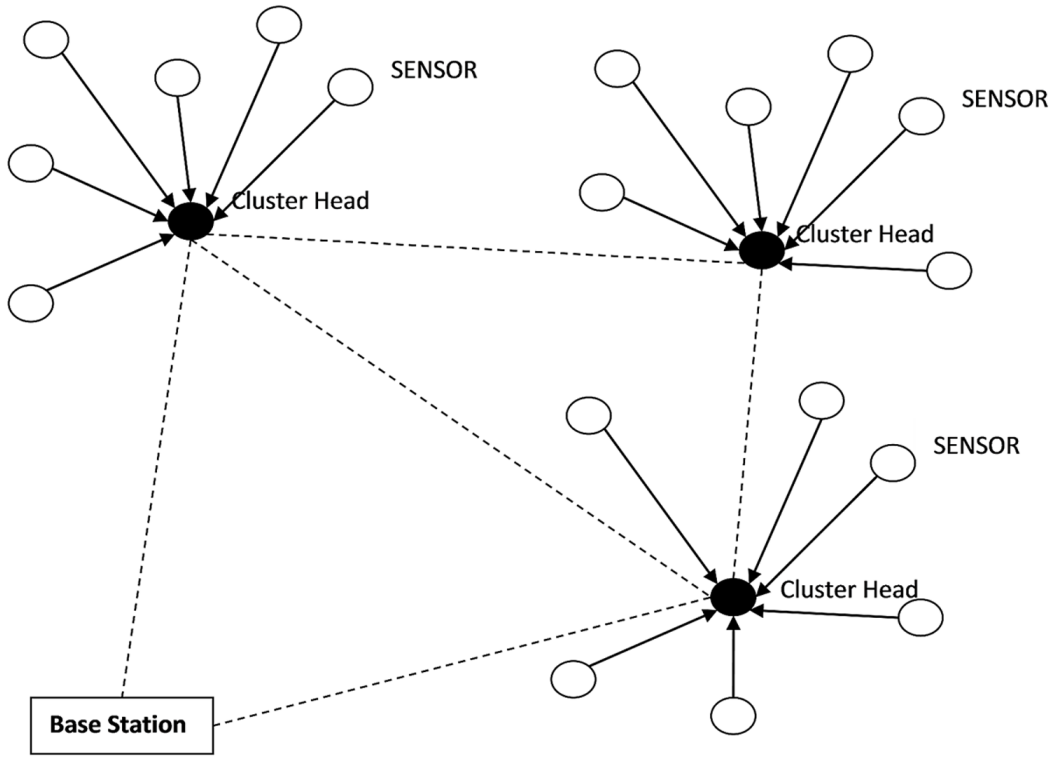 SENSOR
SENSOR
Cluster Head
Cluster Head
SENSOR
Cluster Head
Base Station